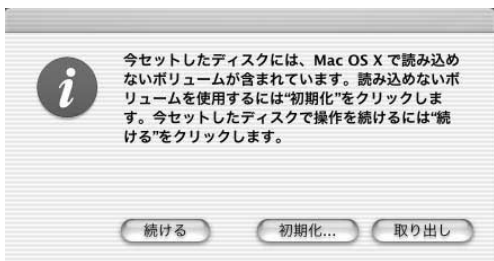 今セットしたディスクには、Mac OS X で読み込め
ないボリュームが含まれています。読み込めないボ
リュームを使用するには“初期化”をクリックしま
す。今セットしたディスクで操作を続けるには“続
ける”をクリックします。
続ける 初期化... 取り出し